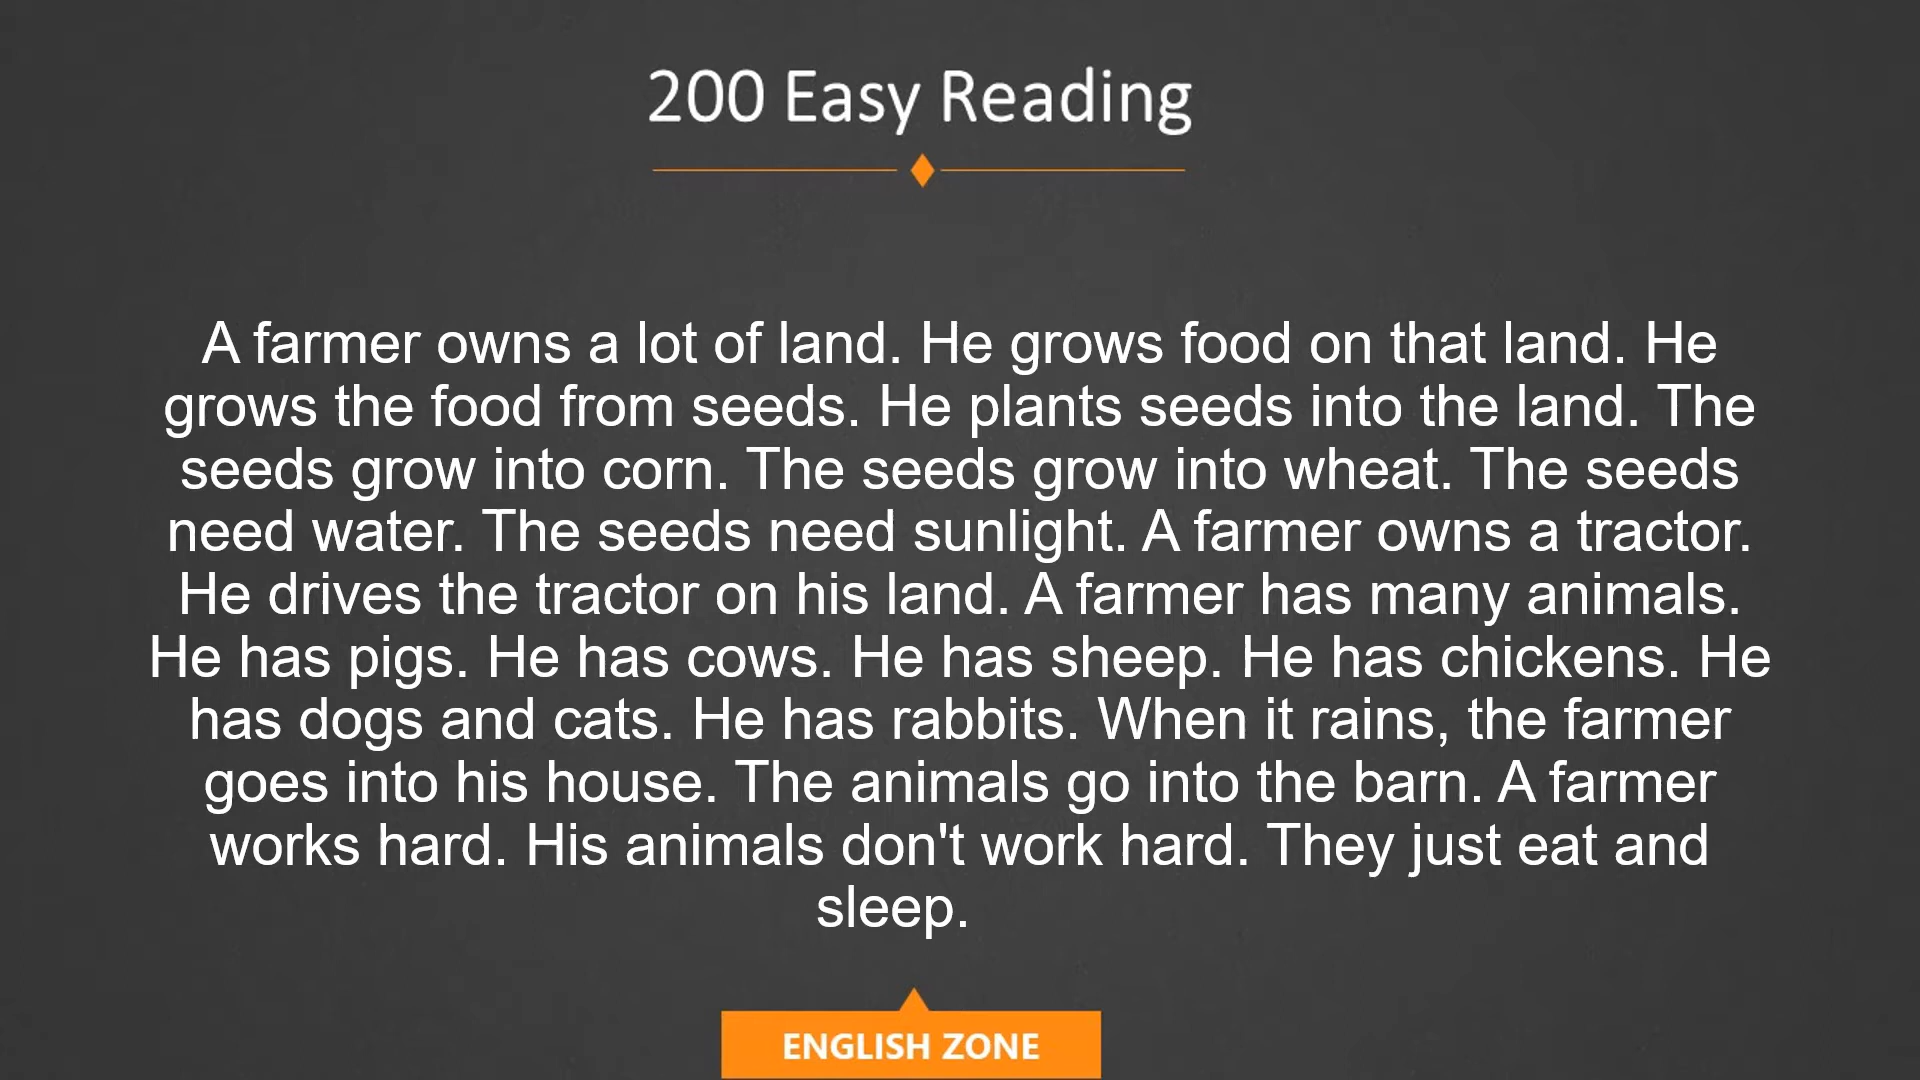 200 Easy Reading
A farmer owns a lot of land. He grows food on that land. He
grows the food from seeds. He plants seeds into the land. The
seeds grow into corn. The seeds grow into wheat. The seeds
need water. The seeds need sunlight. A farmer owns a tractor.
He drives the tractor on his land. A farmer has many animals.
He has pigs. He has cows. He has sheep. He has chickens. He
has dogs and cats. He has rabbits. When it rains, the farmer
goes into his house. The animals go into the barn. A farmer
works hard. His animals don't work hard. They just eat and
sleep.
ENGLISH ZONE